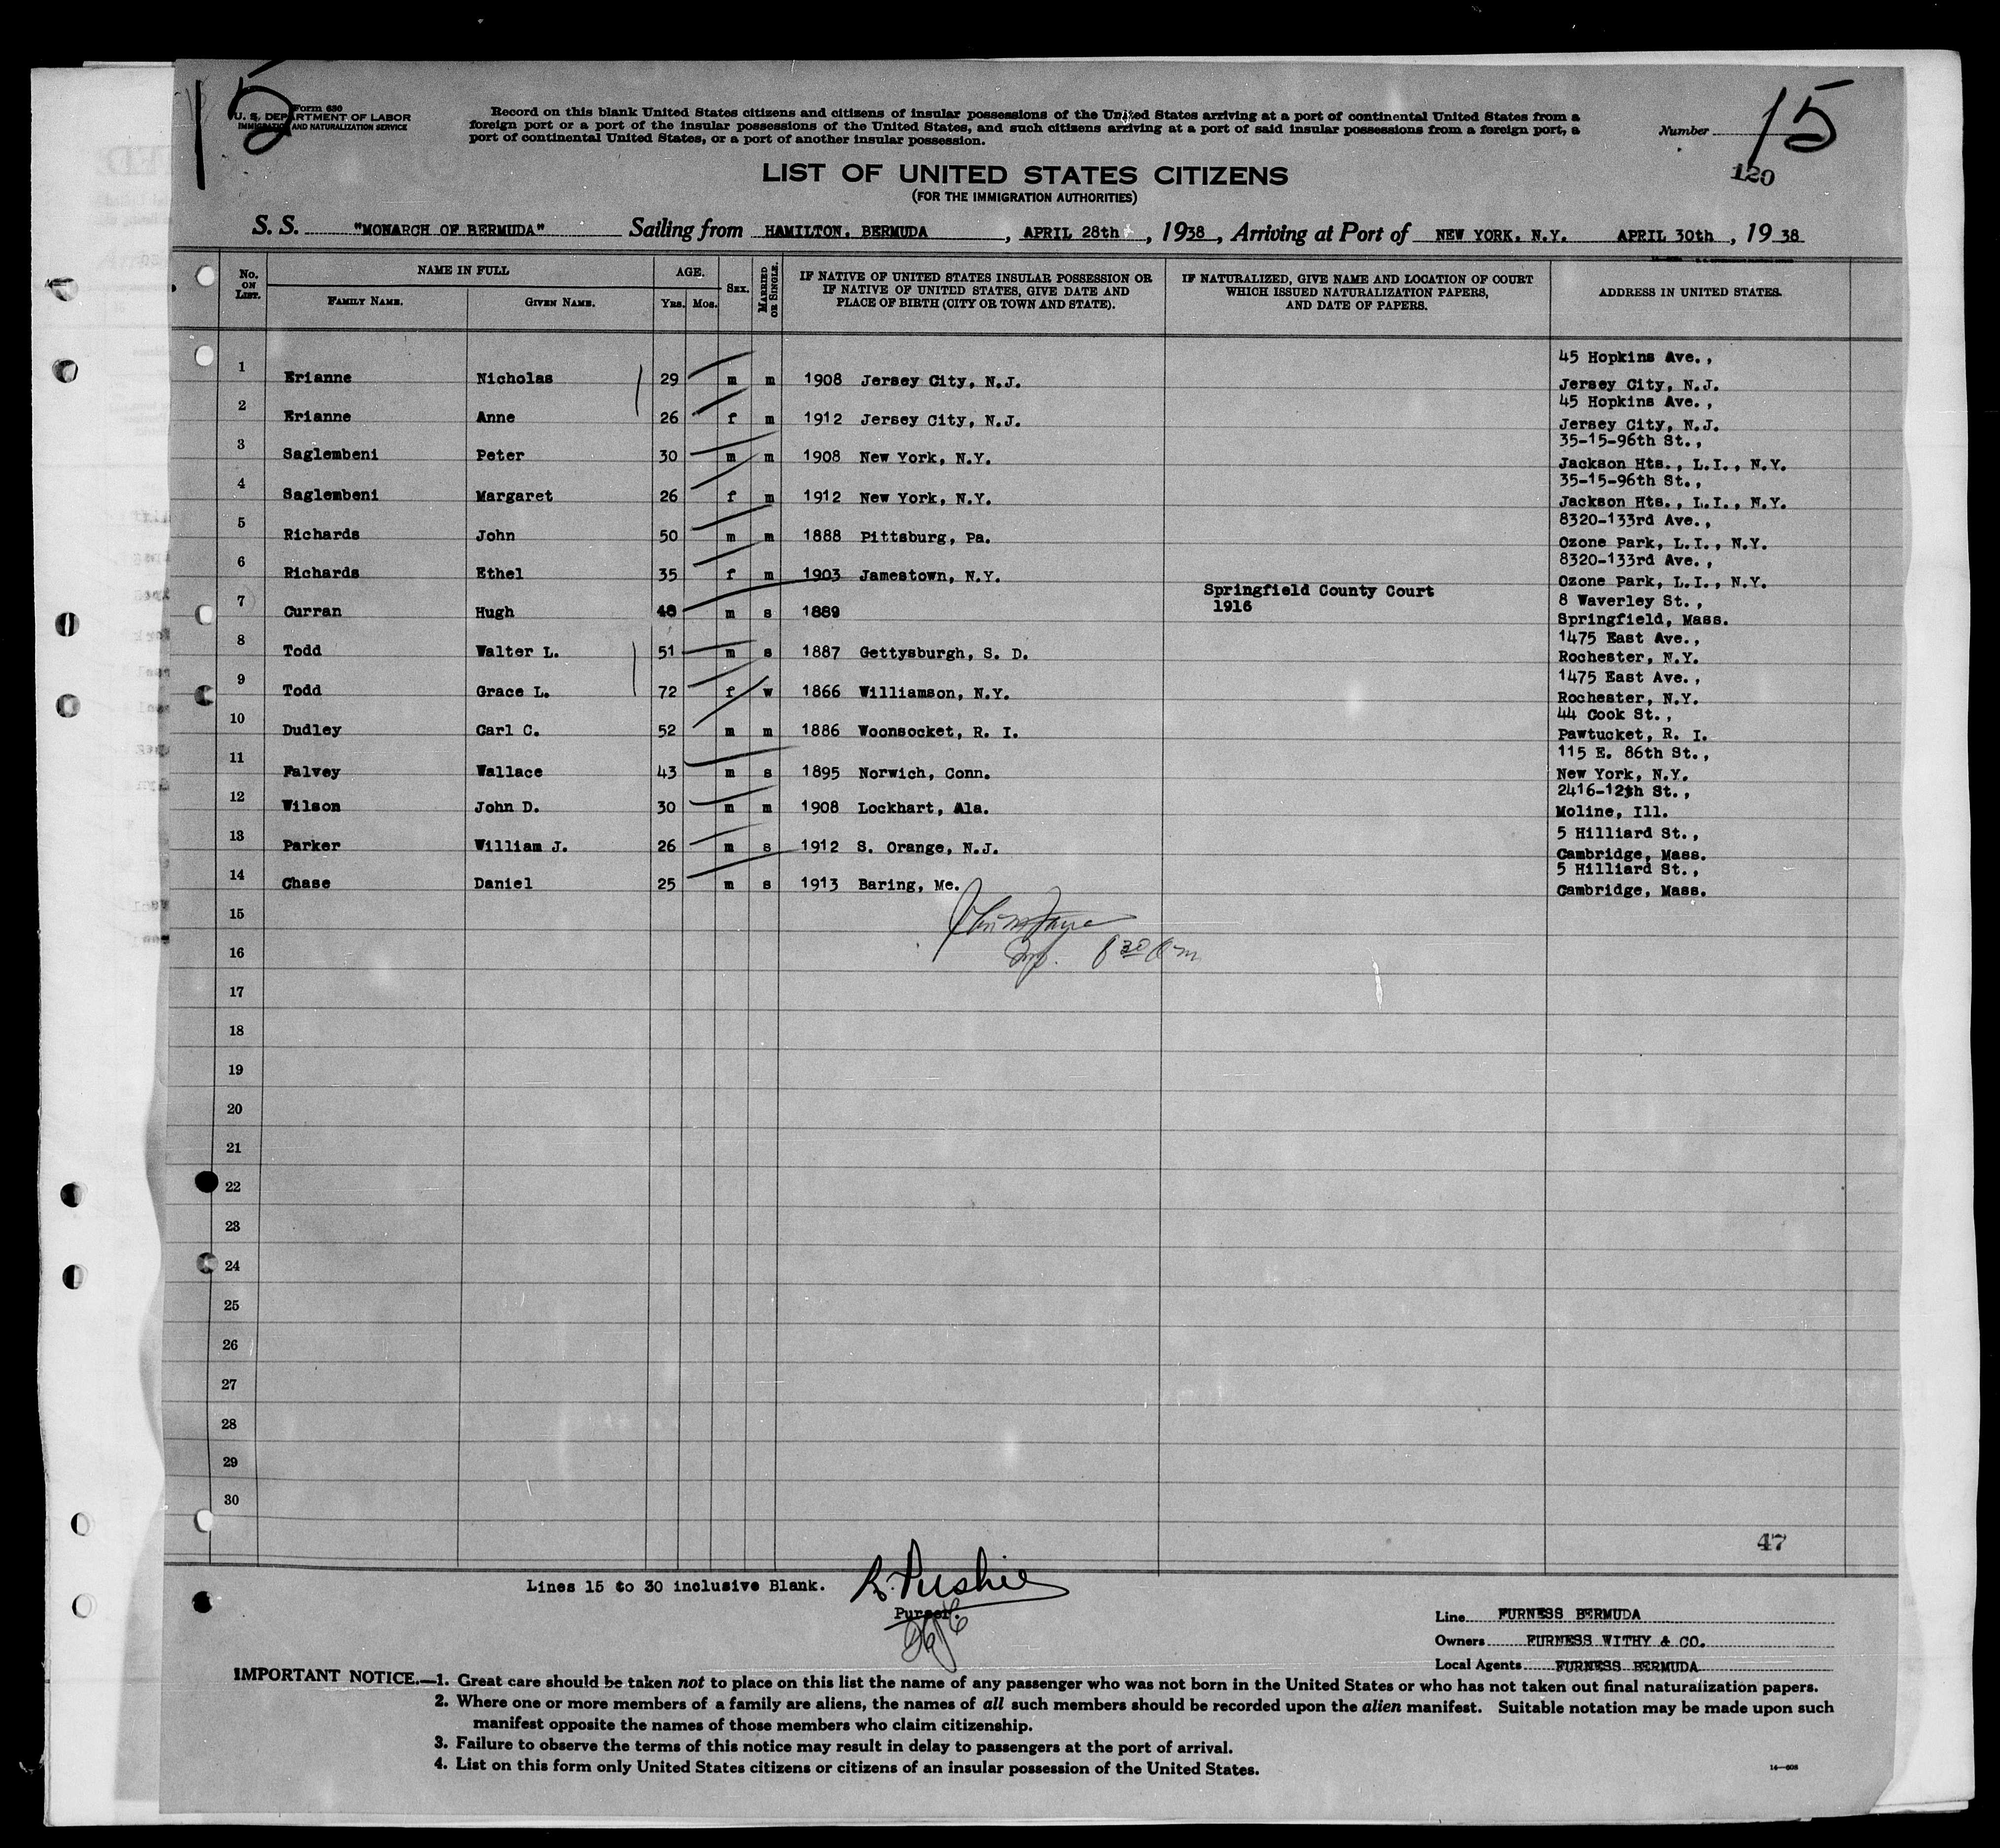 15
Form 630
U. S. DEPARTMENT OF LABOR
IMMIGRATION AND NATURALIZATION SERVICE
Record on this blank United States citizens and citizens of insular possessions of the United States arriving at a port of continental United States from a
foreign port or a port of the insular possessions of the United States, and such citizens arriving at a port of said insular possessions from a foreign port, a
port of continental United States, or a port of another insular possession.
Number 15
120
LIST OF UNITED STATES CITIZENS
(FOR THE IMMIGRATION AUTHORITIES)
S. S. "MONARCH OF BERMUDA" Sailing from HAMILTON, BERMUDA, APRIL 28th, 1938, Arriving at Port of NEW YORK, N.Y. APRIL 30th, 1938
No. ON LIST. NAME IN FULL FAMILY NAME. GIVEN NAME. AGE. Yrs. Mos. SEX. MARRIED OR SINGLE. IF NATIVE OF UNITED STATES INSULAR POSSESSION OR IF NATIVE OF UNITED STATES, GIVE DATE AND PLACE OF BIRTH (CITY OR TOWN AND STATE). IF NATURALIZED, GIVE NAME AND LOCATION OF COURT WHICH ISSUED NATURALIZATION PAPERS, AND DATE OF PAPERS. ADDRESS IN UNITED STATES.
1 Erianne Nicholas 29 m m 1908 Jersey City, N.J. 45 Hopkins Ave., Jersey City, N.J.
2 Erianne Anne 26 f m 1912 Jersey City, N.J. 45 Hopkins Ave., Jersey City, N.J.
3 Saglembeni Peter 30 m m 1908 New York, N.Y. 35-15-96th St., Jackson Hts., L.I., N.Y.
4 Saglembeni Margaret 26 f m 1912 New York, N.Y. 35-15-96th St., Jackson Hts., L.I., N.Y.
5 Richards John 50 m m 1888 Pittsburg, Pa. 8320-133rd Ave., Ozone Park, L.I., N.Y.
6 Richards Ethel 35 f m 1903 Jamestown, N.Y. 8320-133rd Ave., Ozone Park, L.I., N.Y.
7 Curran Hugh 48 m s 1889 Springfield County Court 1916 8 Waverley St., Springfield, Mass.
8 Todd Walter L. 51 m s 1887 Gettysburgh, S. D. 1475 East Ave., Rochester, N.Y.
9 Todd Grace L. 72 f w 1866 Williamson, N.Y. 1475 East Ave., Rochester, N.Y.
10 Dudley Carl C. 52 m m 1886 Woonsocket, R. I. 44 Cook St., Pawtucket, R. I.
11 Falvey Wallace 43 m s 1895 Norwich, Conn. 115 E. 86th St., New York, N.Y.
12 Wilson John D. 30 m m 1908 Lockhart, Ala. 2416-12th St., Moline, Ill.
13 Parker William J. 26 m s 1912 S. Orange, N.J. 5 Hilliard St., Cambridge, Mass.
14 Chase Daniel 25 m s 1913 Baring, Me. 5 Hilliard St., Cambridge, Mass.
15
16
17
18
19
20
21
22
23
24
25
26
27
28
29
30
47
Lines 15 to 30 inclusive Blank.
Purser.
Line FURNESS BERMUDA
Owners FURNESS WITHY & CO.
Local Agents FURNESS BERMUDA
IMPORTANT NOTICE.—1. Great care should be taken not to place on this list the name of any passenger who was not born in the United States or who has not taken out final naturalization papers.
2. Where one or more members of a family are aliens, the names of all such members should be recorded upon the alien manifest. Suitable notation may be made upon such
manifest opposite the names of those members who claim citizenship.
3. Failure to observe the terms of this notice may result in delay to passengers at the port of arrival.
4. List on this form only United States citizens or citizens of an insular possession of the United States.
14—608